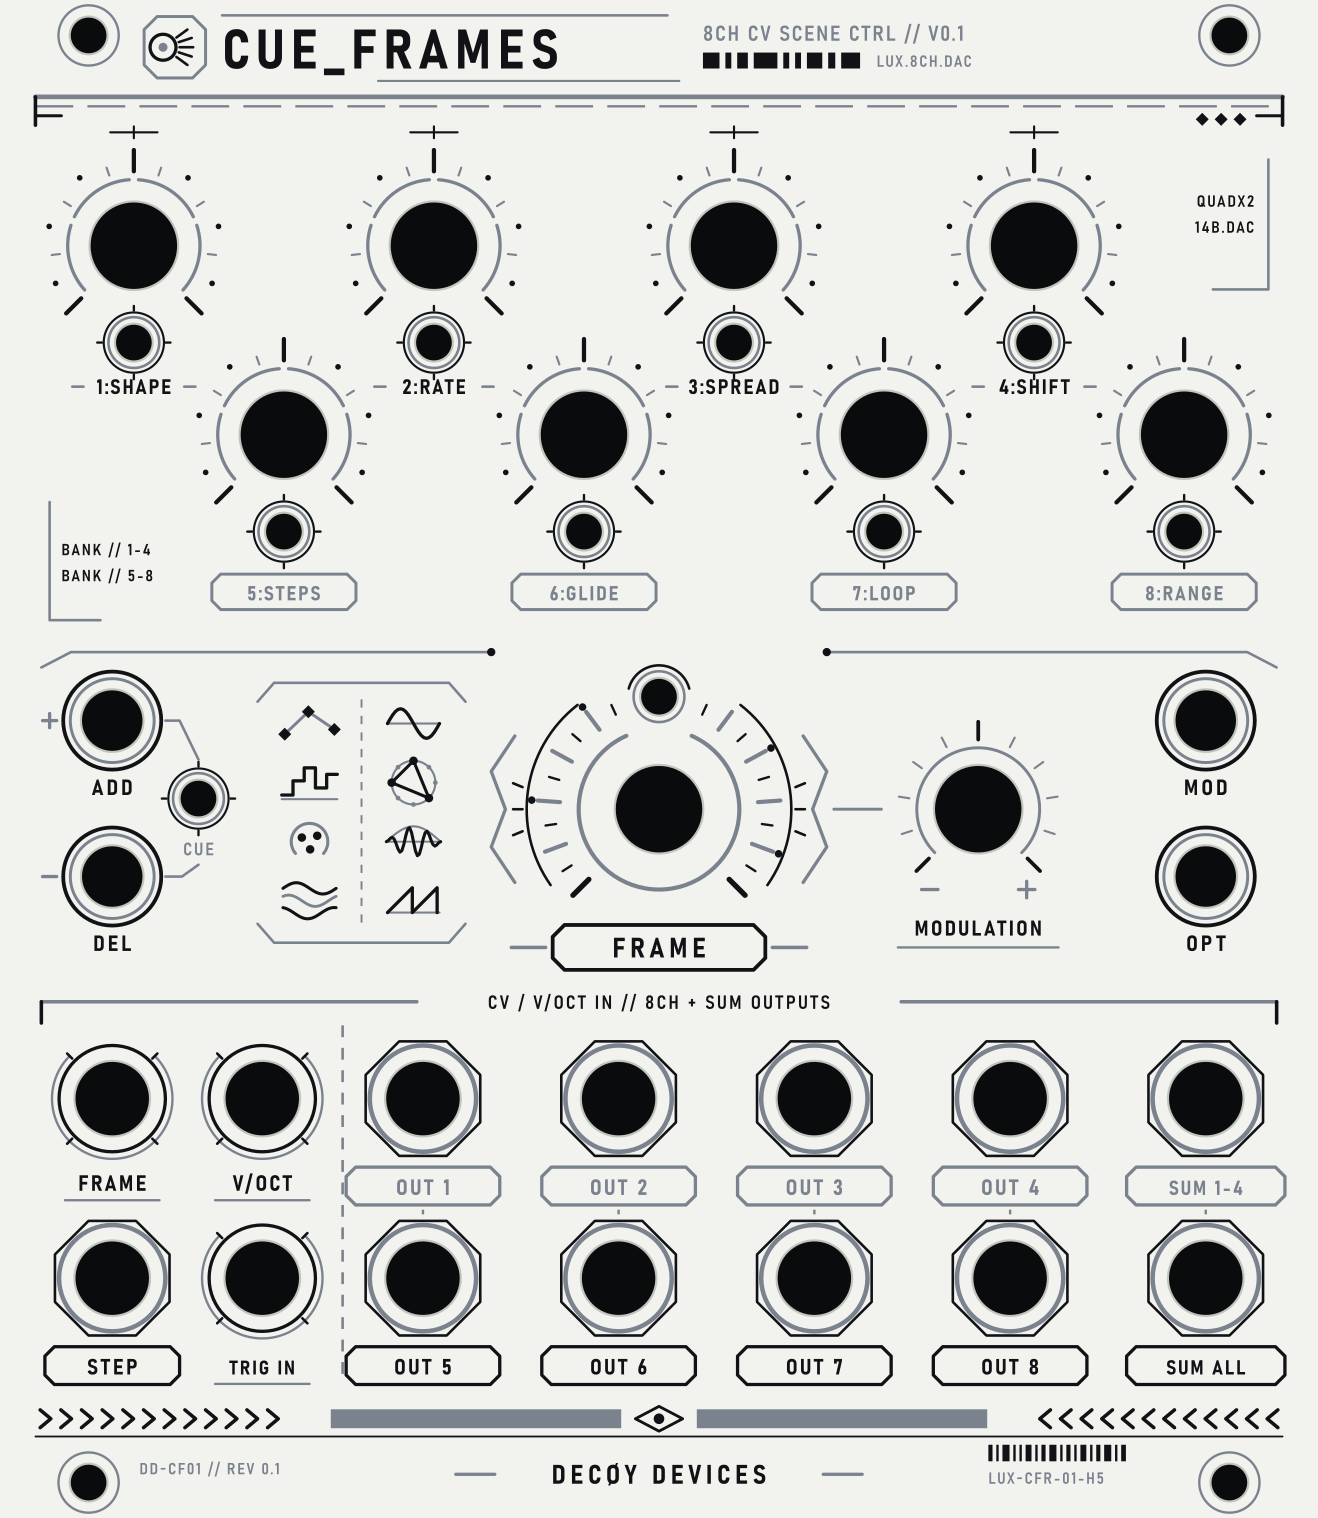 CUE_FRAMES
8CH CV SCENE CTRL // V0.1
LUX.8CH.DAC
QUADX2
14B.DAC
1:SHAPE
2:RATE
3:SPREAD
4:SHIFT
BANK // 1-4
BANK // 5-8
5:STEPS
6:GLIDE
7:LOOP
8:RANGE
+
ADD
MOD
CUE
−
− +
DEL
FRAME
MODULATION
OPT
CV / V/OCT IN // 8CH + SUM OUTPUTS
FRAME
V/OCT
OUT 1
OUT 2
OUT 3
OUT 4
SUM 1-4
STEP
TRIG IN
OUT 5
OUT 6
OUT 7
OUT 8
SUM ALL
DD-CF01 // REV 0.1
DECØY DEVICES
LUX-CFR-01-H5